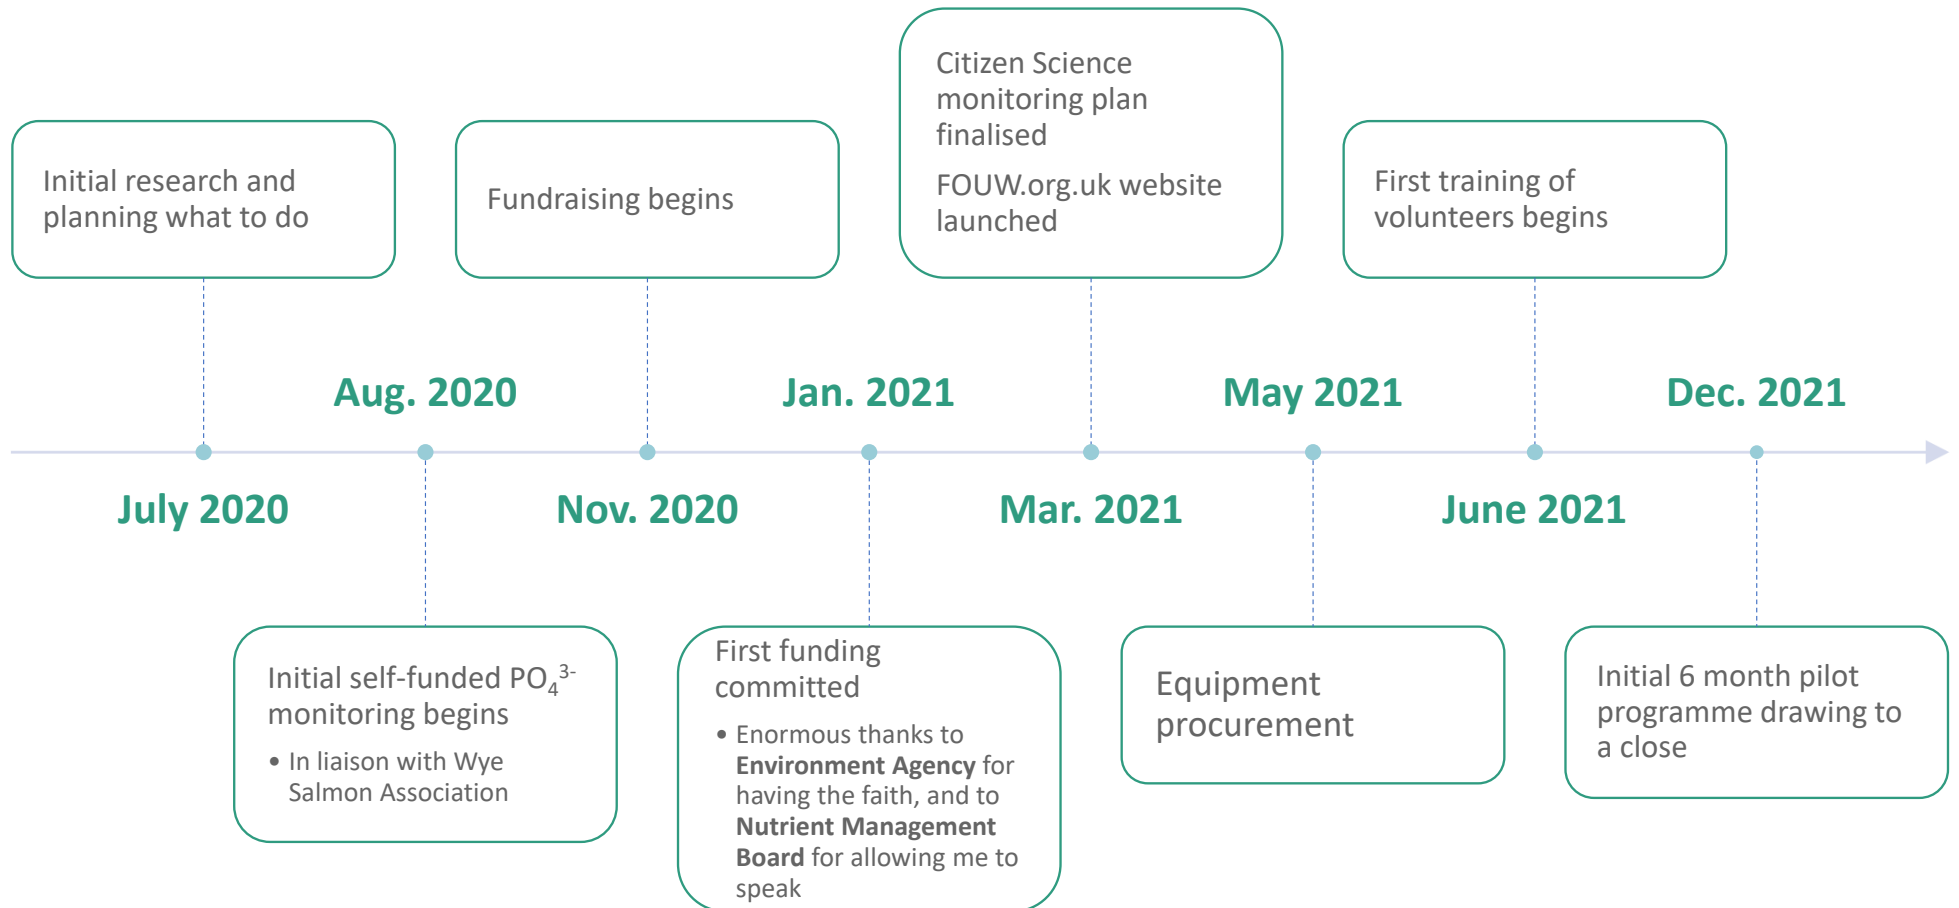 Initial research and
planning what to do
Fundraising begins
Citizen Science
monitoring plan
finalised
FOUW.org.uk website
launched
First training of
volunteers begins
Aug. 2020
Jan. 2021
May 2021
Dec. 2021
July 2020
Nov. 2020
Mar. 2021
June 2021
Initial self-funded PO₄³⁻
monitoring begins
• In liaison with Wye
Salmon Association
First funding
committed
• Enormous thanks to
Environment Agency for
having the faith, and to
Nutrient Management
Board for allowing me to
speak
Equipment
procurement
Initial 6 month pilot
programme drawing to
a close